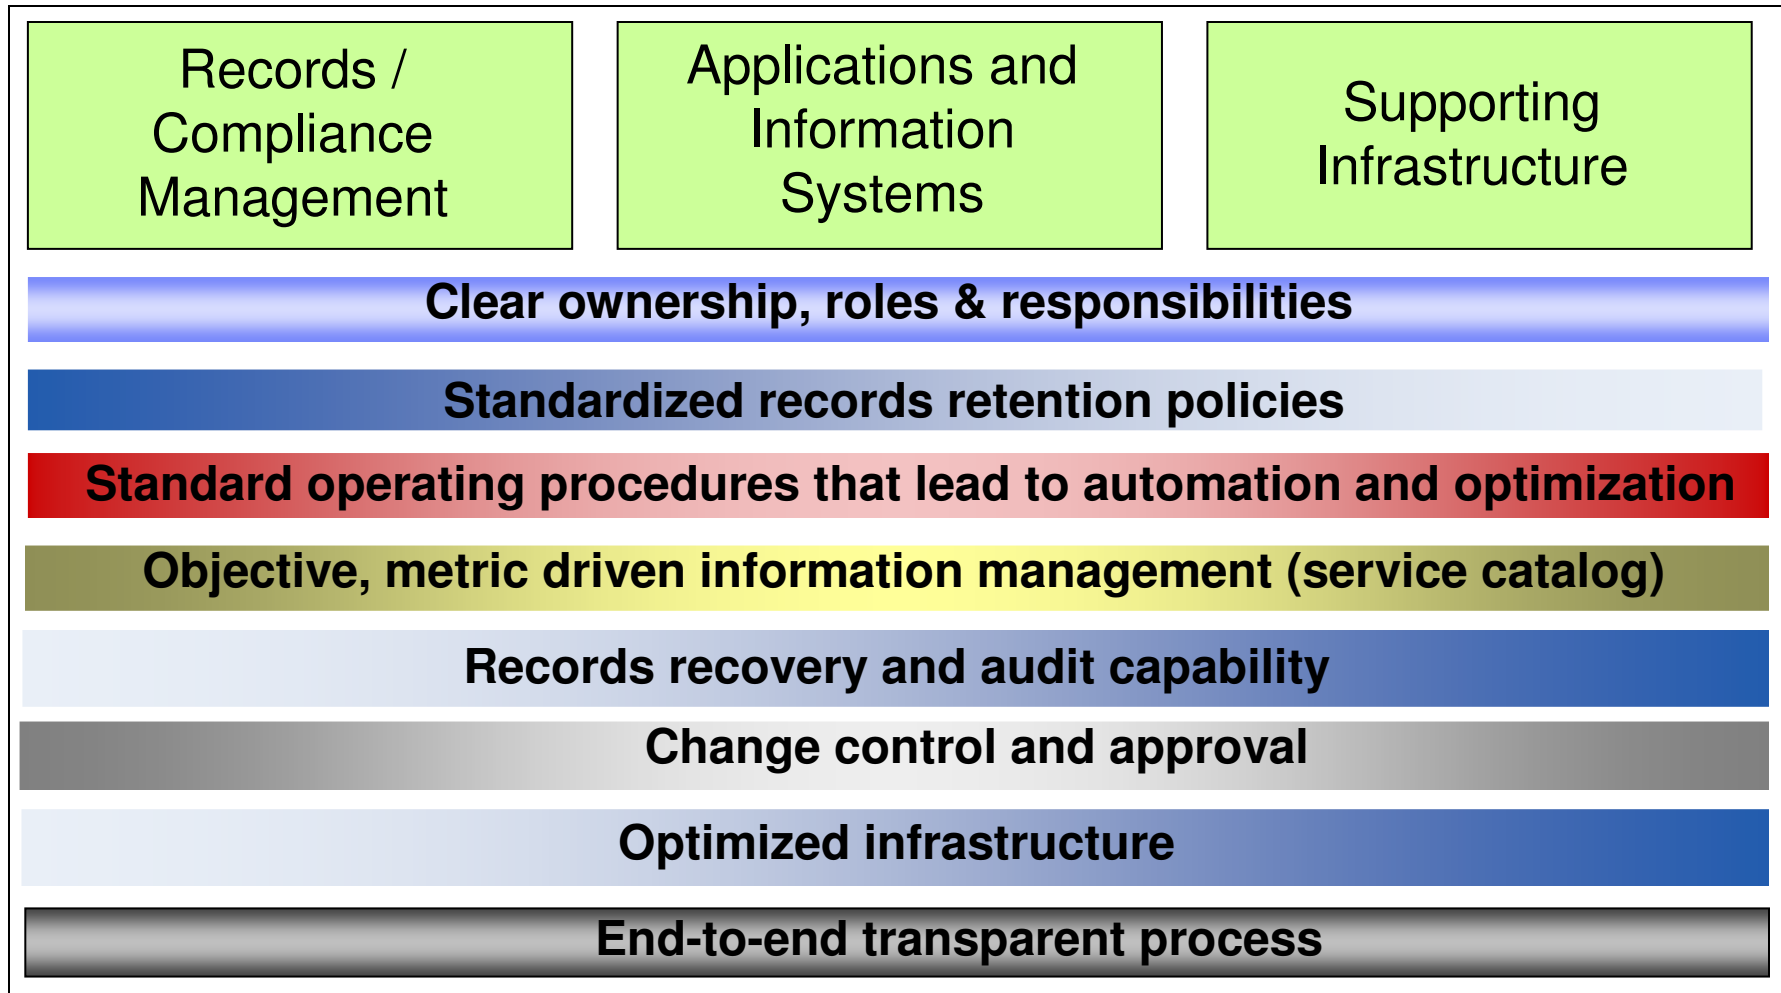 Records /
Compliance
Management
Applications and
Information
Systems
Supporting
Infrastructure
Clear ownership, roles & responsibilities
Standardized records retention policies
Standard operating procedures that lead to automation and optimization
Objective, metric driven information management (service catalog)
Records recovery and audit capability
Change control and approval
Optimized infrastructure
End-to-end transparent process